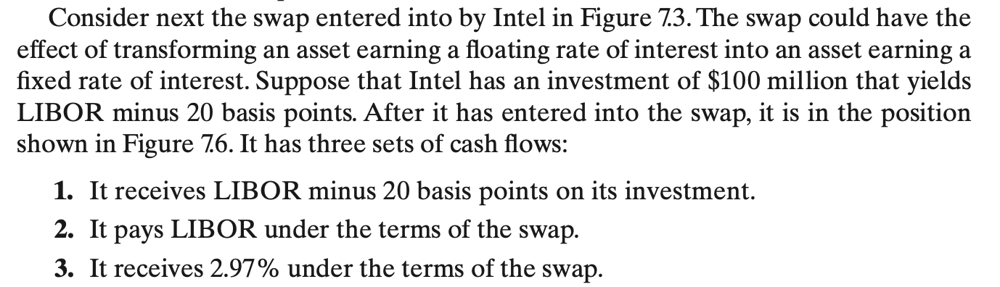 Consider next the swap entered into by Intel in Figure 7.3. The swap could have the
effect of transforming an asset earning a floating rate of interest into an asset earning a
fixed rate of interest. Suppose that Intel has an investment of $100 million that yields
LIBOR minus 20 basis points. After it has entered into the swap, it is in the position
shown in Figure 7.6. It has three sets of cash flows:
1. It receives LIBOR minus 20 basis points on its investment.
2. It pays LIBOR under the terms of the swap.
3. It receives 2.97% under the terms of the swap.